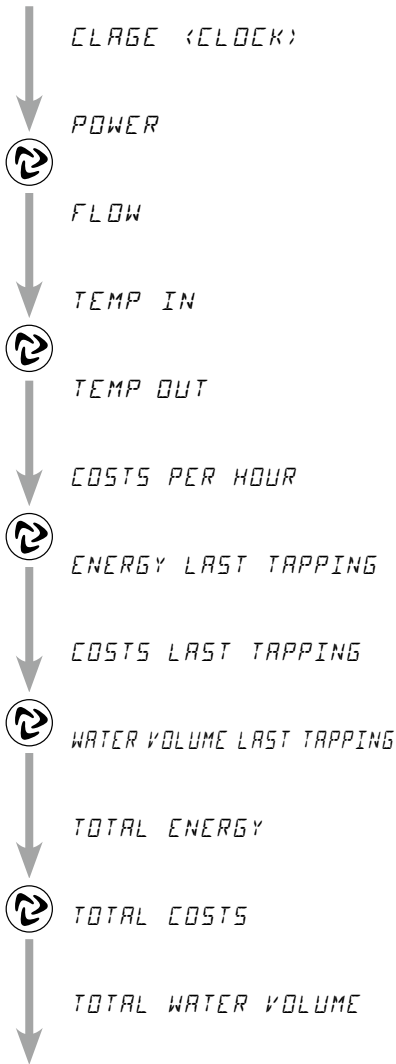 CLAGE (CLOCK)
POWER
FLOW
TEMP IN
TEMP OUT
COSTS PER HOUR
ENERGY LAST TAPPING
COSTS LAST TAPPING
WATER VOLUME LAST TAPPING
TOTAL ENERGY
TOTAL COSTS
TOTAL WATER VOLUME